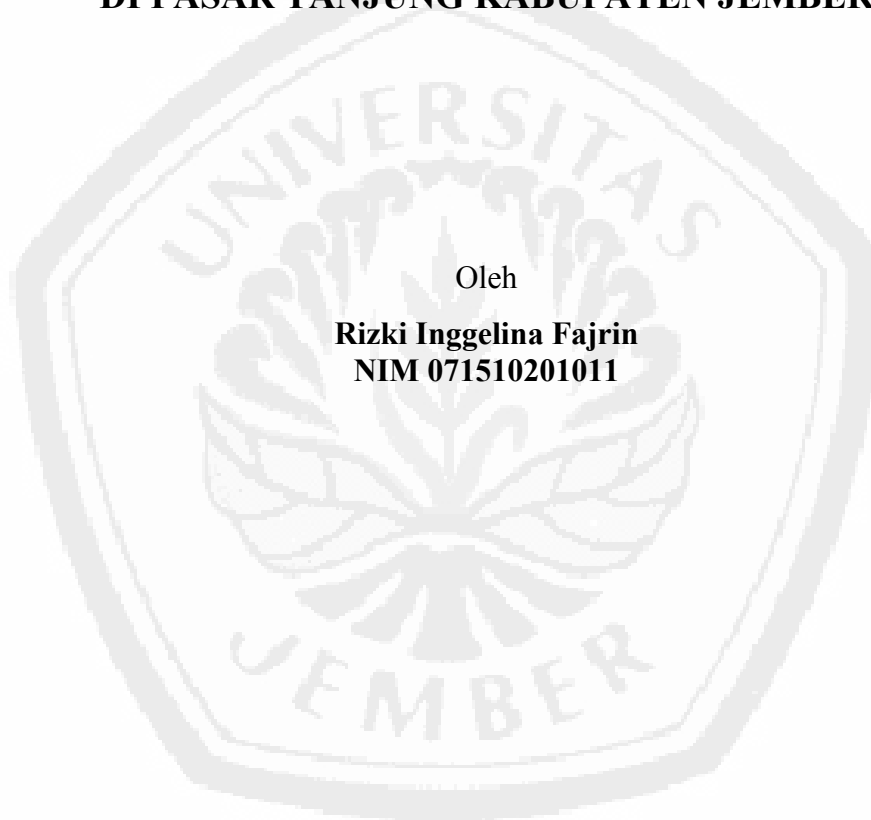 DI PASAR TANJUNG KABUPATEN JEMBER
UNIVERSITAS
Oleh
Rizki Inggelina Fajrin
NIM 071510201011
JEMBER